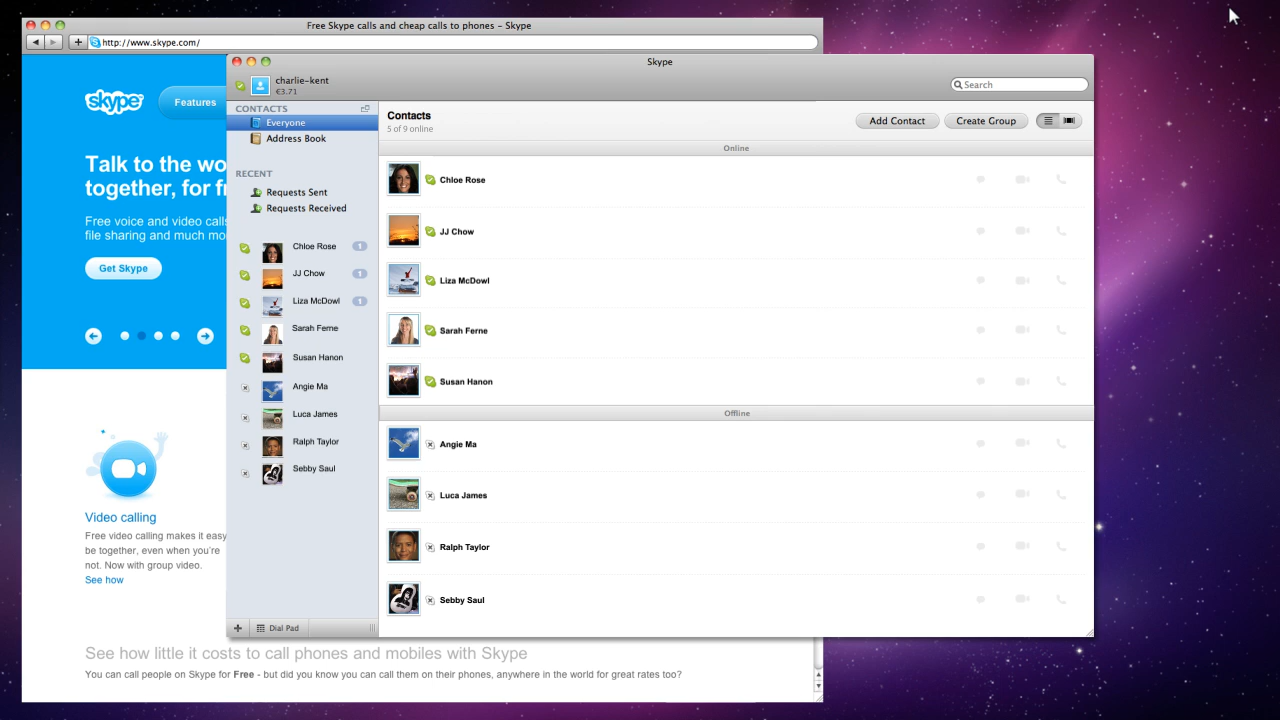 Free Skype calls and cheap calls to phones – Skype
http://www.skype.com/
skype
Features
Talk to the wo
together, for fr
Free voice and video calls
file sharing and much mo
Get Skype
Video calling
Free video calling makes it easy
be together, even when you're
not. Now with group video.
See how
See how little it costs to call phones and mobiles with Skype
You can call people on Skype for Free - but did you know you can call them on their phones, anywhere in the world for great rates too?
Skype
charlie-kent
€3.71
Search
CONTACTS
Everyone
Address Book
RECENT
Requests Sent
Requests Received
Chloe Rose 1
JJ Chow 1
Liza McDowl 1
Sarah Ferne
Susan Hanon
Angie Ma
Luca James
Ralph Taylor
Sebby Saul
Dial Pad
Contacts
5 of 9 online
Add Contact
Create Group
Online
Chloe Rose
JJ Chow
Liza McDowl
Sarah Ferne
Susan Hanon
Offline
Angie Ma
Luca James
Ralph Taylor
Sebby Saul